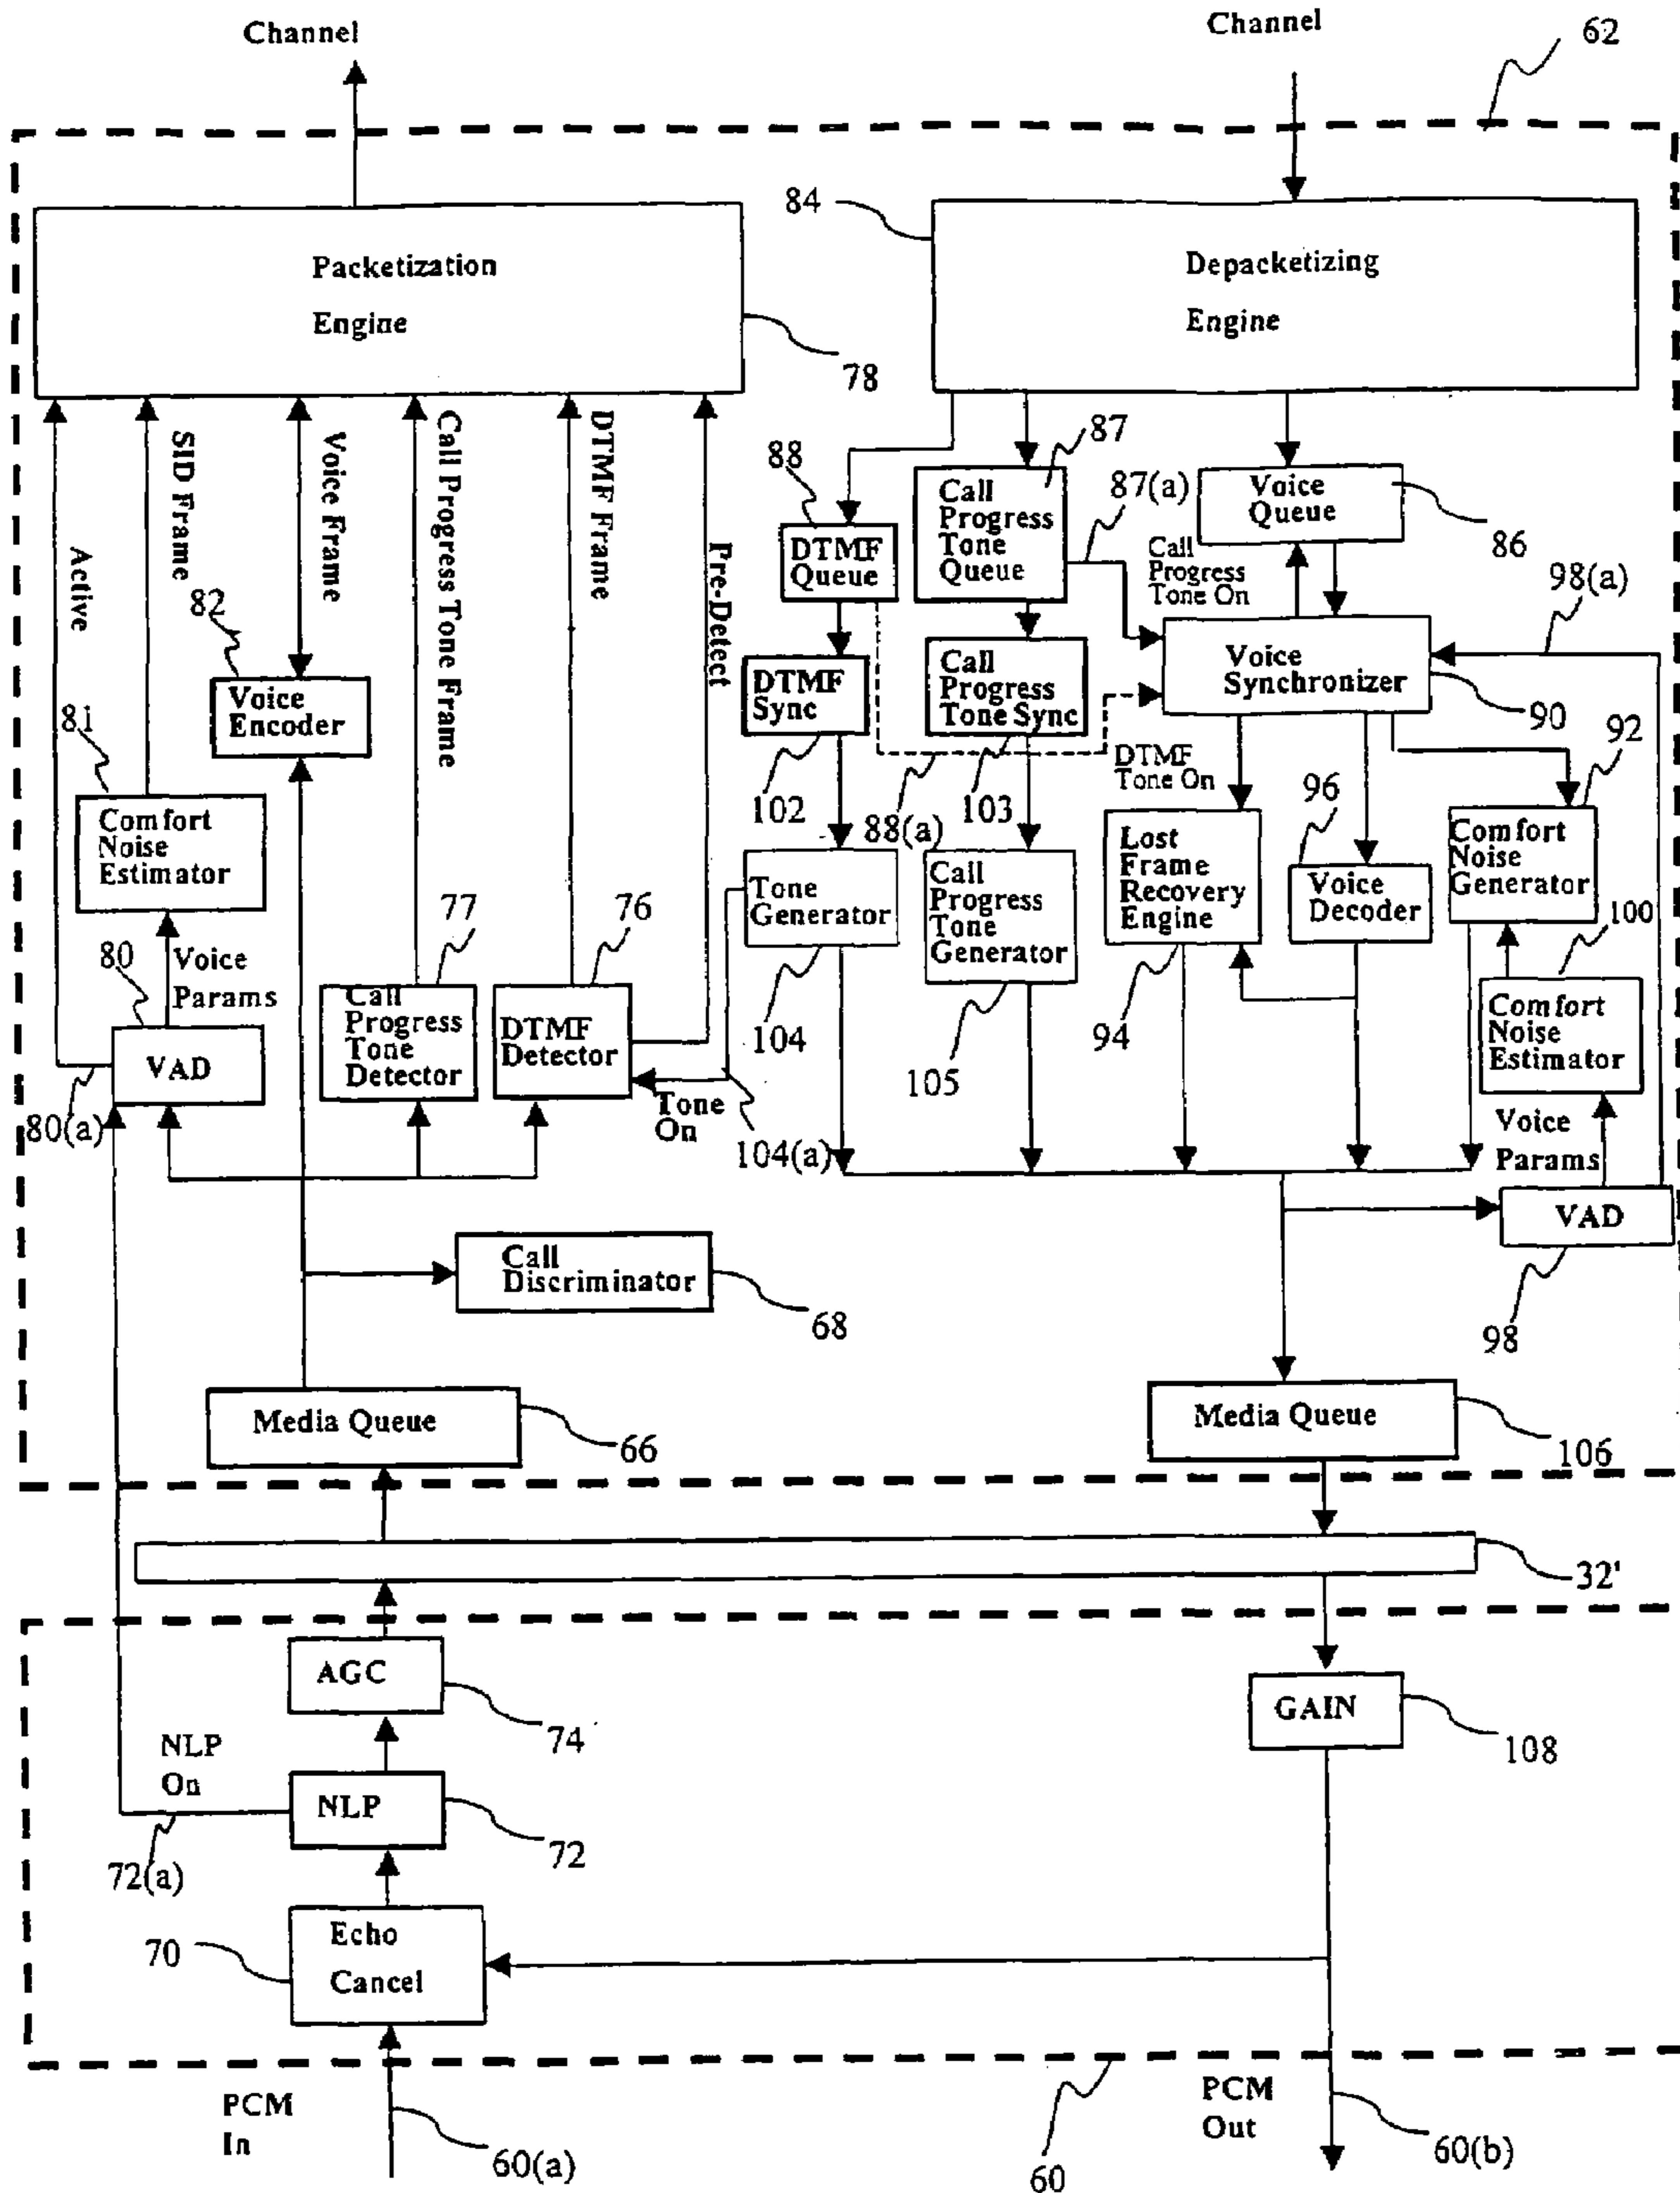 Channel
Channel
62
84
Packetization
Engine
78
Depacketizing
Engine
Active
SID Frame
Voice Frame
Call Progress Tone Frame
DTMF Frame
Pre-Detect
88
DTMF
Queue
87
Call
Progress
Tone
Queue
87(a)
Voice
Queue
86
Call
Progress
Tone On
98(a)
82
Voice
Encoder
DTMF
Sync
102
Call
Progress
Tone Sync
103
Voice
Synchronizer
90
88(a)
DTMF
Tone On
92
81
Comfort
Noise
Estimator
Tone
Generator
104
Call
Progress
Tone
Generator
105
Lost
Frame
Recovery
Engine
94
96
Voice
Decoder
Comfort
Noise
Generator
100
80
Voice
Params
VAD
80(a)
77
Call
Progress
Tone
Detector
76
DTMF
Detector
Tone
On
104(a)
Comfort
Noise
Estimator
Voice
Params
VAD
98
Call
Discriminator
68
Media Queue
66
Media Queue
106
32'
AGC
74
GAIN
108
NLP
On
72(a)
NLP
72
70
Echo
Cancel
PCM
In
60(a)
60
PCM
Out
60(b)